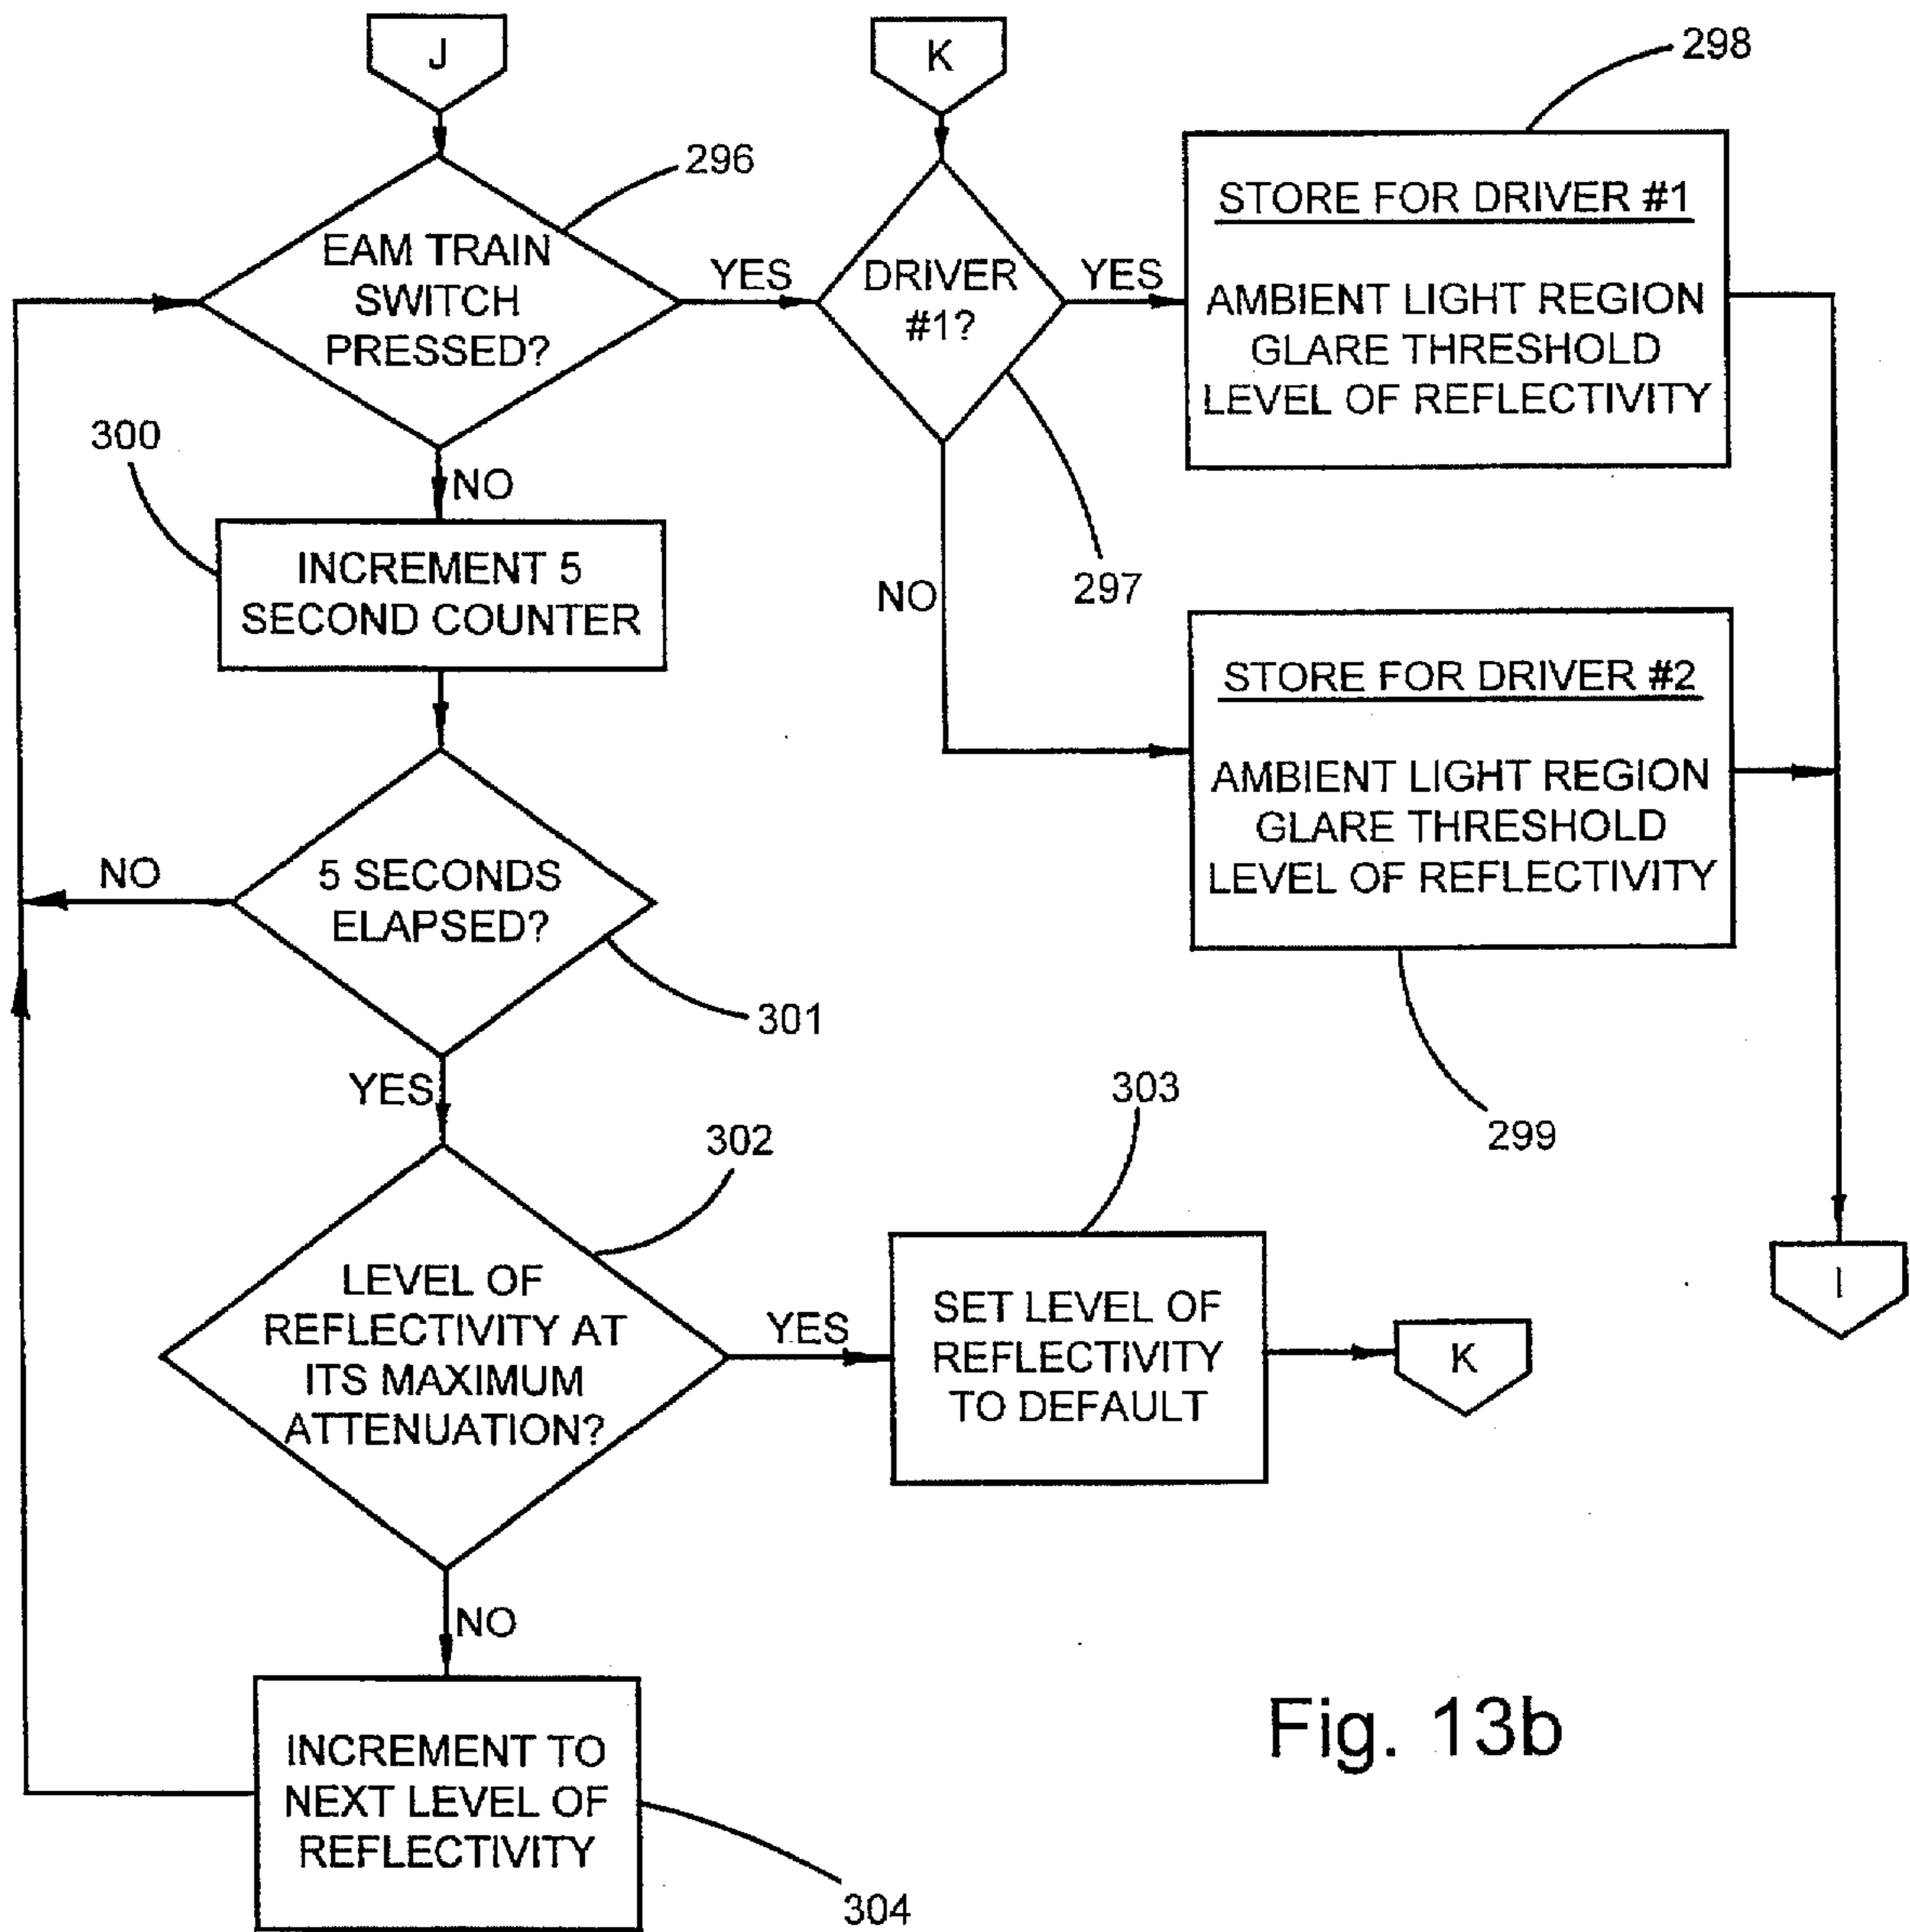 J
K
298
296
EAM TRAIN
SWITCH
PRESSED?
YES
DRIVER
#1?
YES
STORE FOR DRIVER #1
AMBIENT LIGHT REGION
GLARE THRESHOLD
LEVEL OF REFLECTIVITY
300
NO
297
INCREMENT 5
SECOND COUNTER
NO
STORE FOR DRIVER #2
AMBIENT LIGHT REGION
GLARE THRESHOLD
LEVEL OF REFLECTIVITY
NO
5 SECONDS
ELAPSED?
301
YES
299
302
303
LEVEL OF
REFLECTIVITY AT
ITS MAXIMUM
ATTENUATION?
YES
SET LEVEL OF
REFLECTIVITY
TO DEFAULT
K
I
NO
INCREMENT TO
NEXT LEVEL OF
REFLECTIVITY
304
Fig. 13b